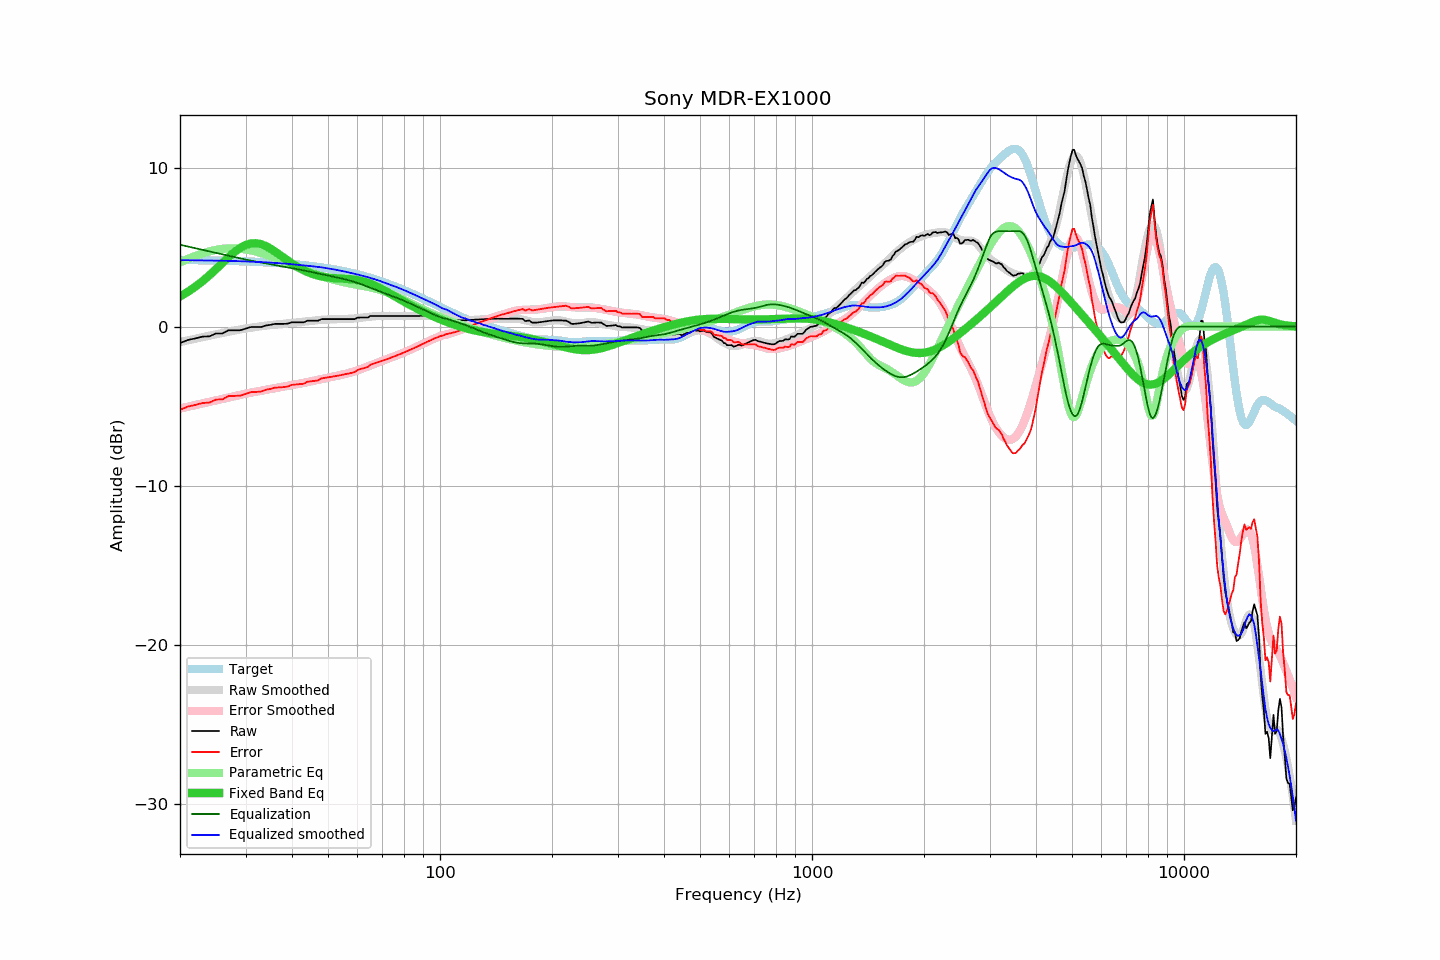 Sony MDR-EX1000
10
0
−10
−20
−30
Amplitude (dBr)
Target
Raw Smoothed
Error Smoothed
Raw
Error
Parametric Eq
Fixed Band Eq
Equalization
Equalized smoothed
100
1000
10000
Frequency (Hz)